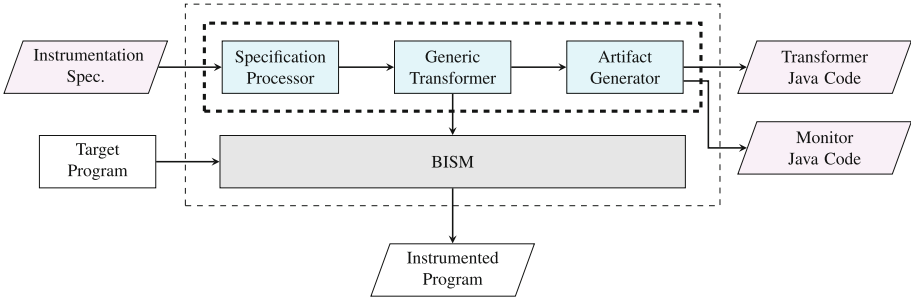 Instrumentation
Spec.
Specification
Processor
Generic
Transformer
Artifact
Generator
Transformer
Java Code
Monitor
Java Code
Target
Program
BISM
Instrumented
Program